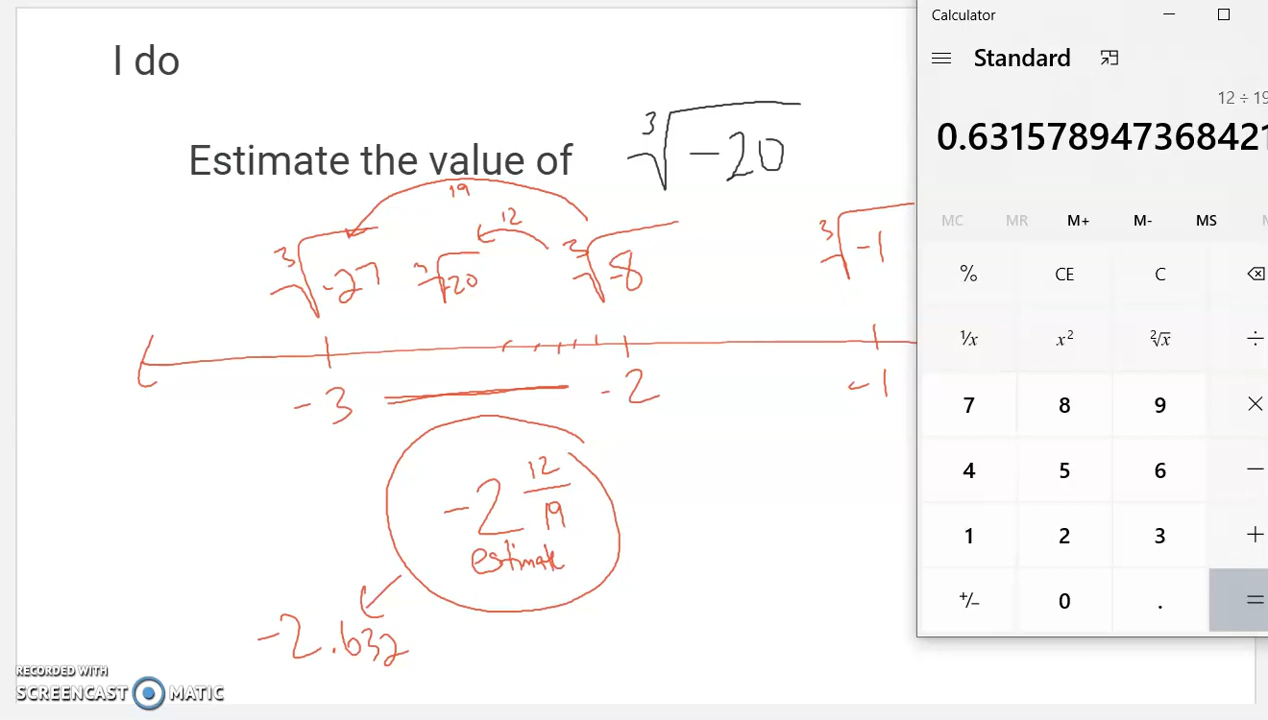 I do
Estimate the value of ∛-20
19
12
∛-27 ∛-20 ∛-8 ∛-1
-3 -2 -1
-2 12/19
estimate
-2.632
RECORDED WITH
SCREENCAST MATIC
Calculator
Standard
12 ÷ 19
0.631578947368421
MC MR M+ M- MS
% CE C
¹/x x² ²√x ÷
7 8 9 ×
4 5 6 −
1 2 3 +
+/− 0 . =